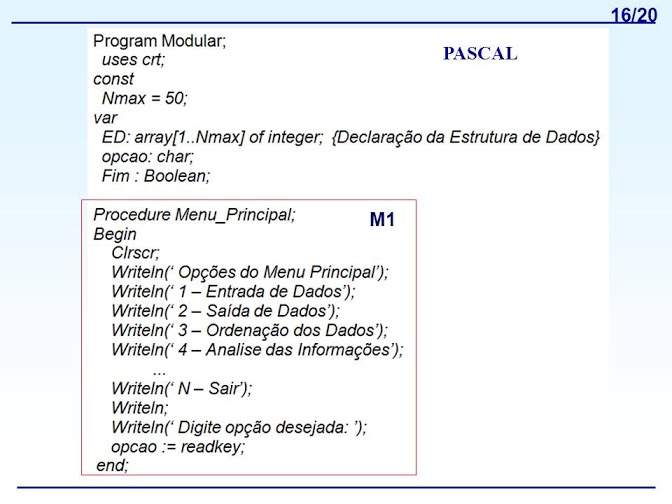 16/20
Program Modular;
PASCAL
uses crt;
const
Nmax = 50;
var
ED: array[1..Nmax] of integer; {Declaração da Estrutura de Dados}
opcao: char;
Fim : Boolean;
Procedure Menu_Principal;
M1
Begin
Clrscr;
Writeln(‘ Opções do Menu Principal’);
Writeln(‘ 1 – Entrada de Dados’);
Writeln(‘ 2 – Saída de Dados’);
Writeln(‘ 3 – Ordenação dos Dados’);
Writeln(‘ 4 – Analise das Informações’);
...
Writeln(‘ N – Sair’);
Writeln;
Writeln(‘ Digite opção desejada: ’);
opcao := readkey;
end;